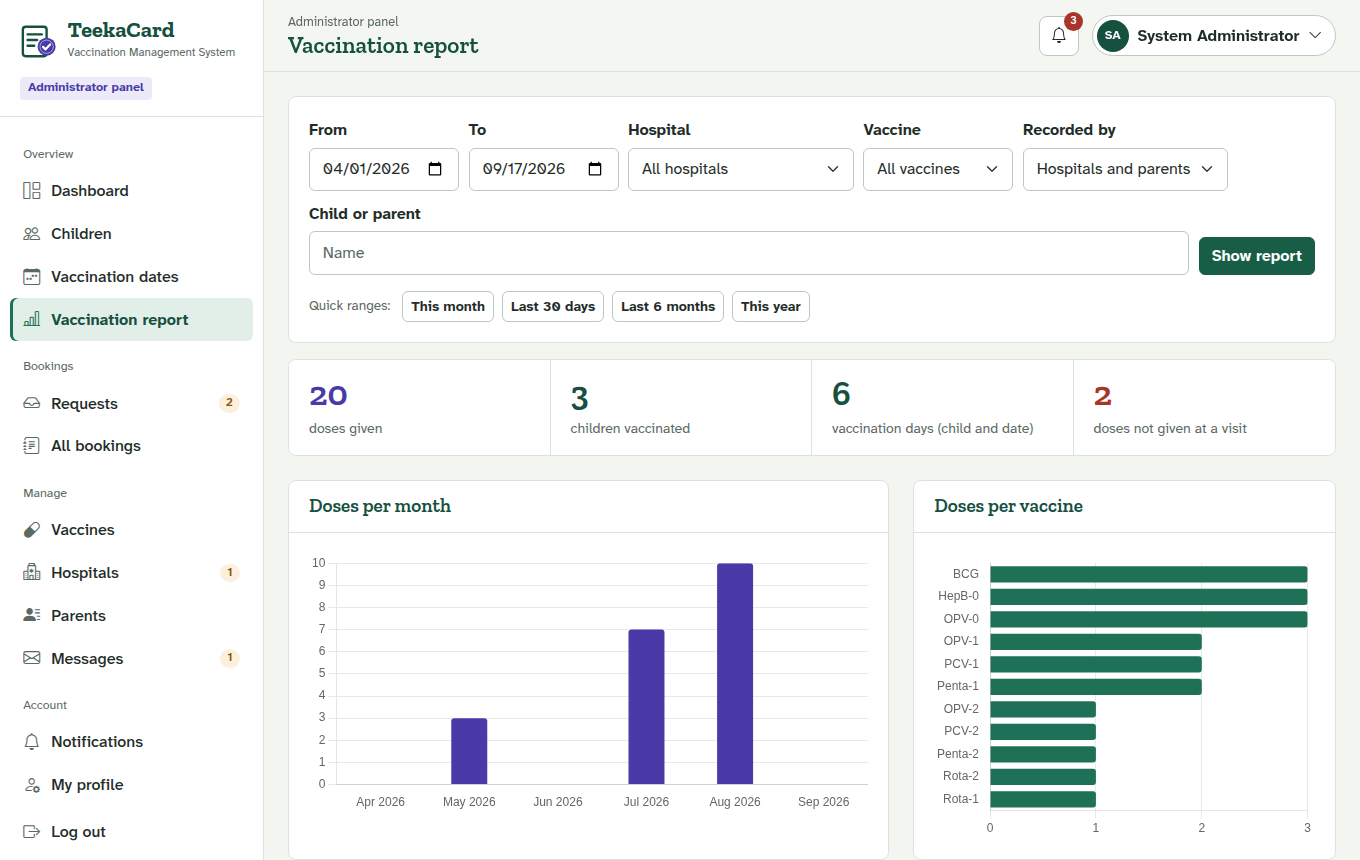 TeekaCard
Vaccination Management System
Administrator panel
Overview
Dashboard
Children
Vaccination dates
Vaccination report
Bookings
Requests 2
All bookings
Manage
Vaccines
Hospitals 1
Parents
Messages 1
Account
Notifications
My profile
Log out
Administrator panel
Vaccination report
3
SA System Administrator
From To Hospital Vaccine Recorded by
04/01/2026 09/17/2026 All hospitals All vaccines Hospitals and parents
Child or parent
Name Show report
Quick ranges: This month Last 30 days Last 6 months This year
20 3 6 2
doses given children vaccinated vaccination days (child and date) doses not given at a visit
Doses per month
10
9
8
7
6
5
4
3
2
1
0
Apr 2026 May 2026 Jun 2026 Jul 2026 Aug 2026 Sep 2026
Doses per vaccine
BCG
HepB-0
OPV-0
OPV-1
PCV-1
Penta-1
OPV-2
PCV-2
Penta-2
Rota-2
Rota-1
0 1 2 3